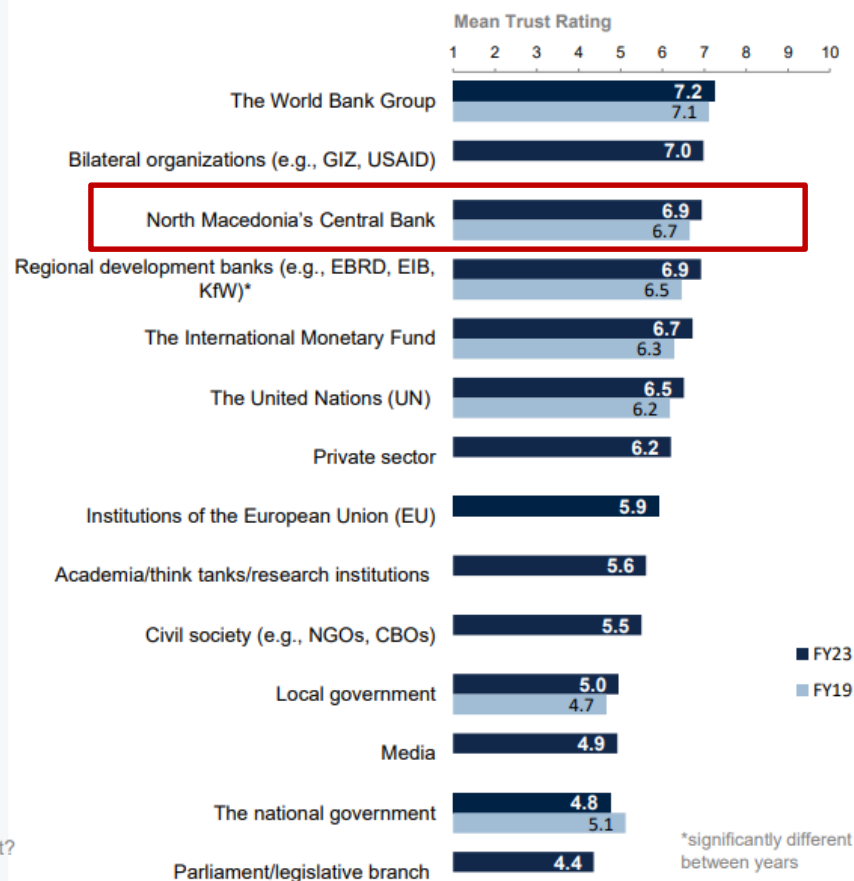 Mean Trust Rating
1 2 3 4 5 6 7 8 9 10
The World Bank Group
7.2
7.1
Bilateral organizations (e.g., GIZ, USAID)
7.0
North Macedonia's Central Bank
6.9
6.7
Regional development banks (e.g., EBRD, EIB,
KfW)*
6.9
6.5
The International Monetary Fund
6.7
6.3
The United Nations (UN)
6.5
6.2
Private sector
6.2
Institutions of the European Union (EU)
5.9
Academia/think tanks/research institutions
5.6
Civil society (e.g., NGOs, CBOs)
5.5
FY23
FY19
Local government
5.0
4.7
Media
4.9
The national government
4.8
5.1
t?
*significantly different
between years
Parliament/legislative branch
4.4